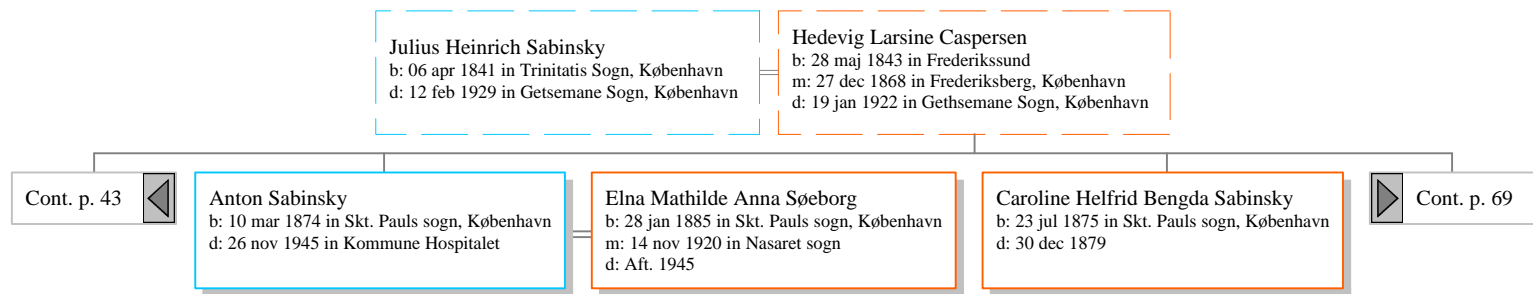 Julius Heinrich Sabinsky
b: 06 apr 1841 in Trinitatis Sogn, København
d: 12 feb 1929 in Getsemane Sogn, København
Hedevig Larsine Caspersen
b: 28 maj 1843 in Frederikssund
m: 27 dec 1868 in Frederiksberg, København
d: 19 jan 1922 in Gethsemane Sogn, København
Cont. p. 43
Anton Sabinsky
b: 10 mar 1874 in Skt. Pauls sogn, København
d: 26 nov 1945 in Kommune Hospitalet
Elna Mathilde Anna Søeborg
b: 28 jan 1885 in Skt. Pauls sogn, København
m: 14 nov 1920 in Nasaret sogn
d: Aft. 1945
Caroline Helfrid Bengda Sabinsky
b: 23 jul 1875 in Skt. Pauls sogn, København
d: 30 dec 1879
Cont. p. 69